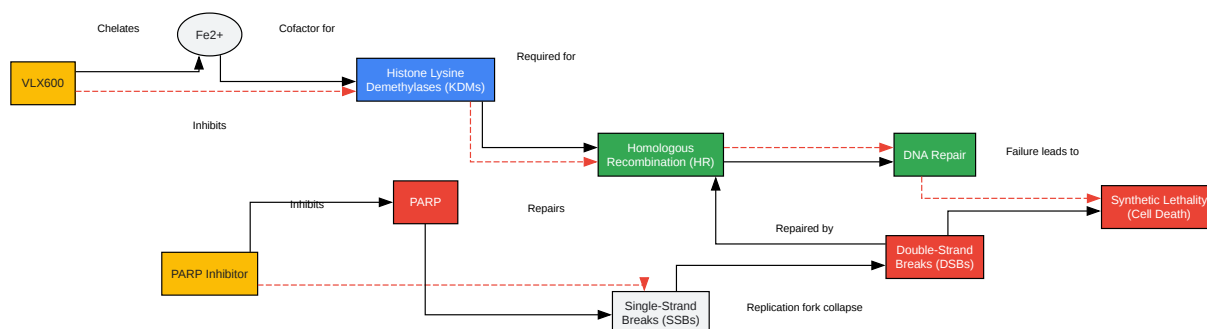 Chelates
Fe2+
Cofactor for
VLX600
Histone Lysine
Demethylases (KDMs)
Required for
Inhibits
Homologous
Recombination (HR)
DNA Repair
Failure leads to
PARP
Inhibits
Repairs
Synthetic Lethality
(Cell Death)
Repaired by
Double-Strand
Breaks (DSBs)
PARP Inhibitor
Single-Strand
Breaks (SSBs)
Replication fork collapse